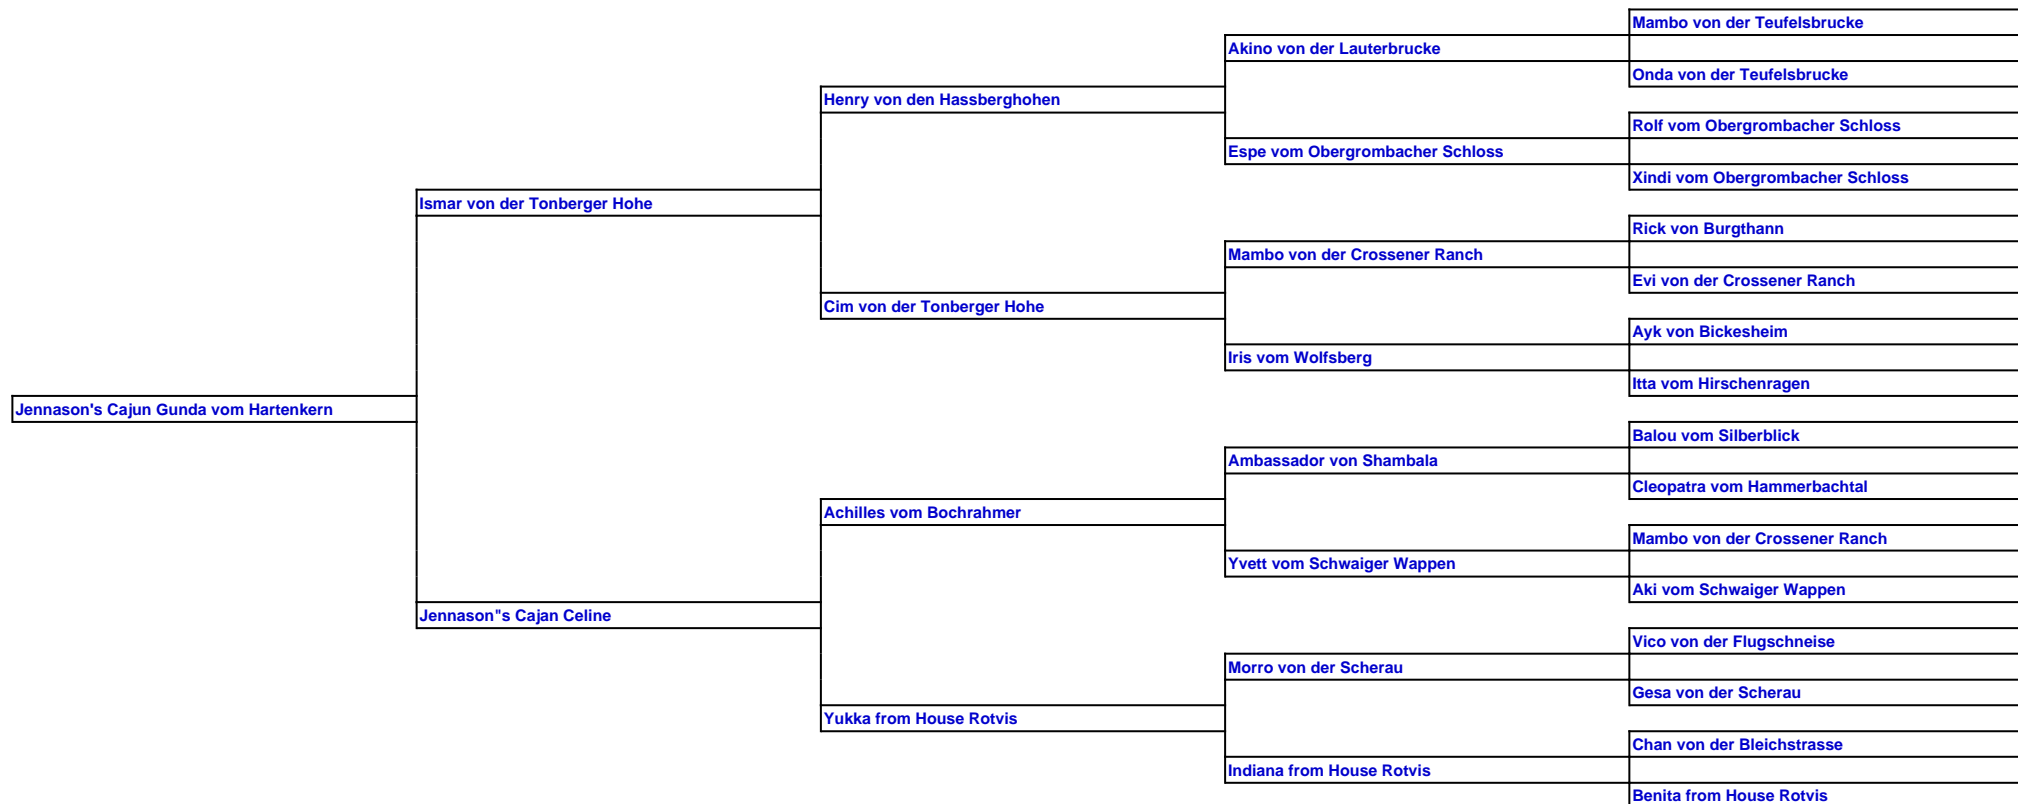 Mambo von der Teufelsbrucke
Akino von der Lauterbrucke
Onda von der Teufelsbrucke
Henry von den Hassberghohen
Rolf vom Obergrombacher Schloss
Espe vom Obergrombacher Schloss
Xindi vom Obergrombacher Schloss
Ismar von der Tonberger Hohe
Rick von Burgthann
Mambo von der Crossener Ranch
Evi von der Crossener Ranch
Cim von der Tonberger Hohe
Ayk von Bickesheim
Iris vom Wolfsberg
Itta vom Hirschenragen
Jennason's Cajun Gunda vom Hartenkern
Balou vom Silberblick
Ambassador von Shambala
Cleopatra vom Hammerbachtal
Achilles vom Bochrahmer
Mambo von der Crossener Ranch
Yvett vom Schwaiger Wappen
Aki vom Schwaiger Wappen
Jennason"s Cajan Celine
Vico von der Flugschneise
Morro von der Scherau
Gesa von der Scherau
Yukka from House Rotvis
Chan von der Bleichstrasse
Indiana from House Rotvis
Benita from House Rotvis